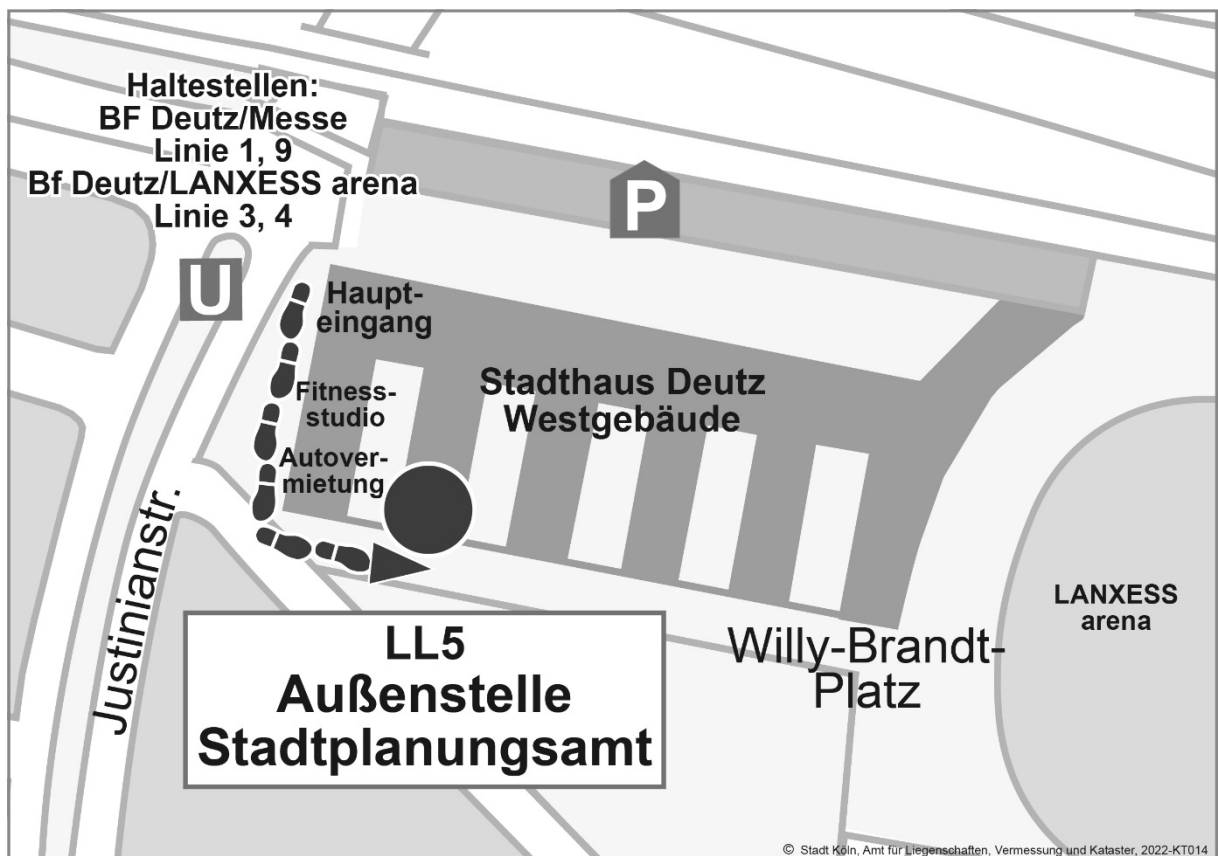 Haltestellen:
BF Deutz/Messe
Linie 1, 9
Bf Deutz/LANXESS arena
Linie 3, 4
U
P
Haupt-
eingang
Fitness-
studio
Autover-
mietung
Stadthaus Deutz
Westgebäude
Justinianstr.
LL5
Außenstelle
Stadtplanungsamt
Willy-Brandt-
Platz
LANXESS
arena
© Stadt Köln, Amt für Liegenschaften, Vermessung und Kataster, 2022-KT014